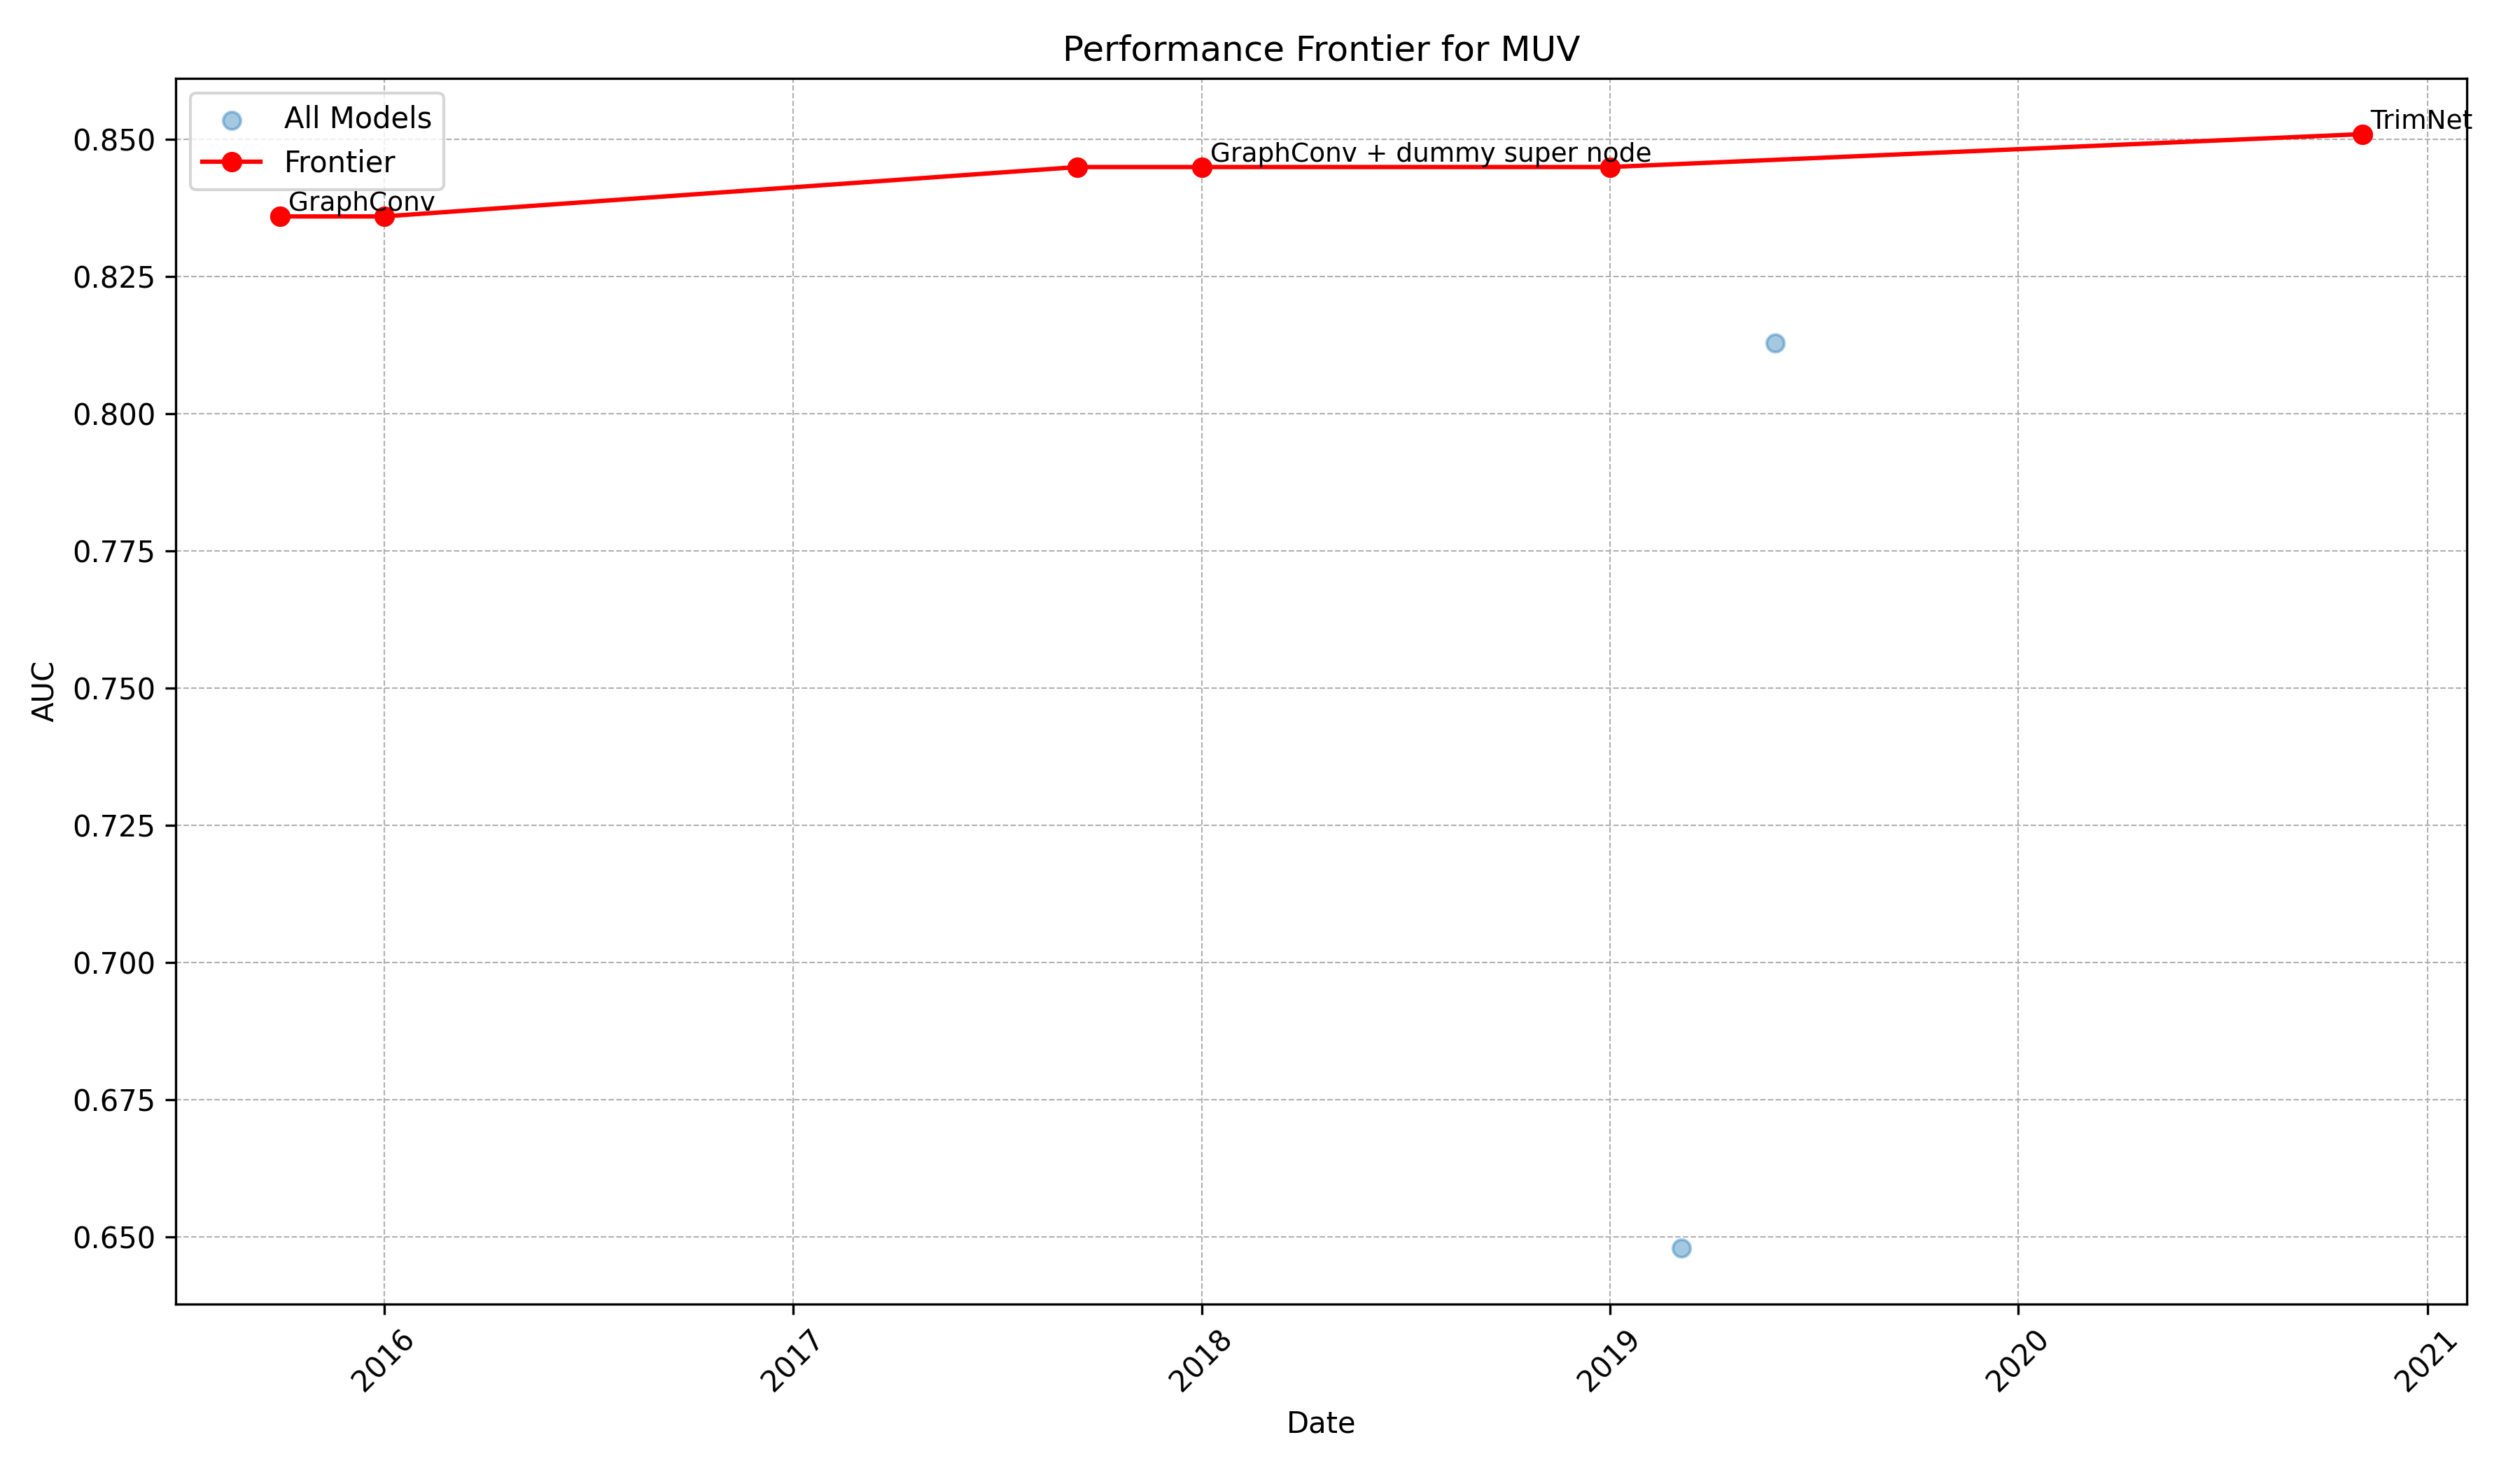 Performance Frontier for MUV
All Models
Frontier
GraphConv
GraphConv + dummy super node
TrimNet
0.850
0.825
0.800
0.775
0.750
0.725
0.700
0.675
0.650
AUC
2016
2017
2018
2019
2020
2021
Date